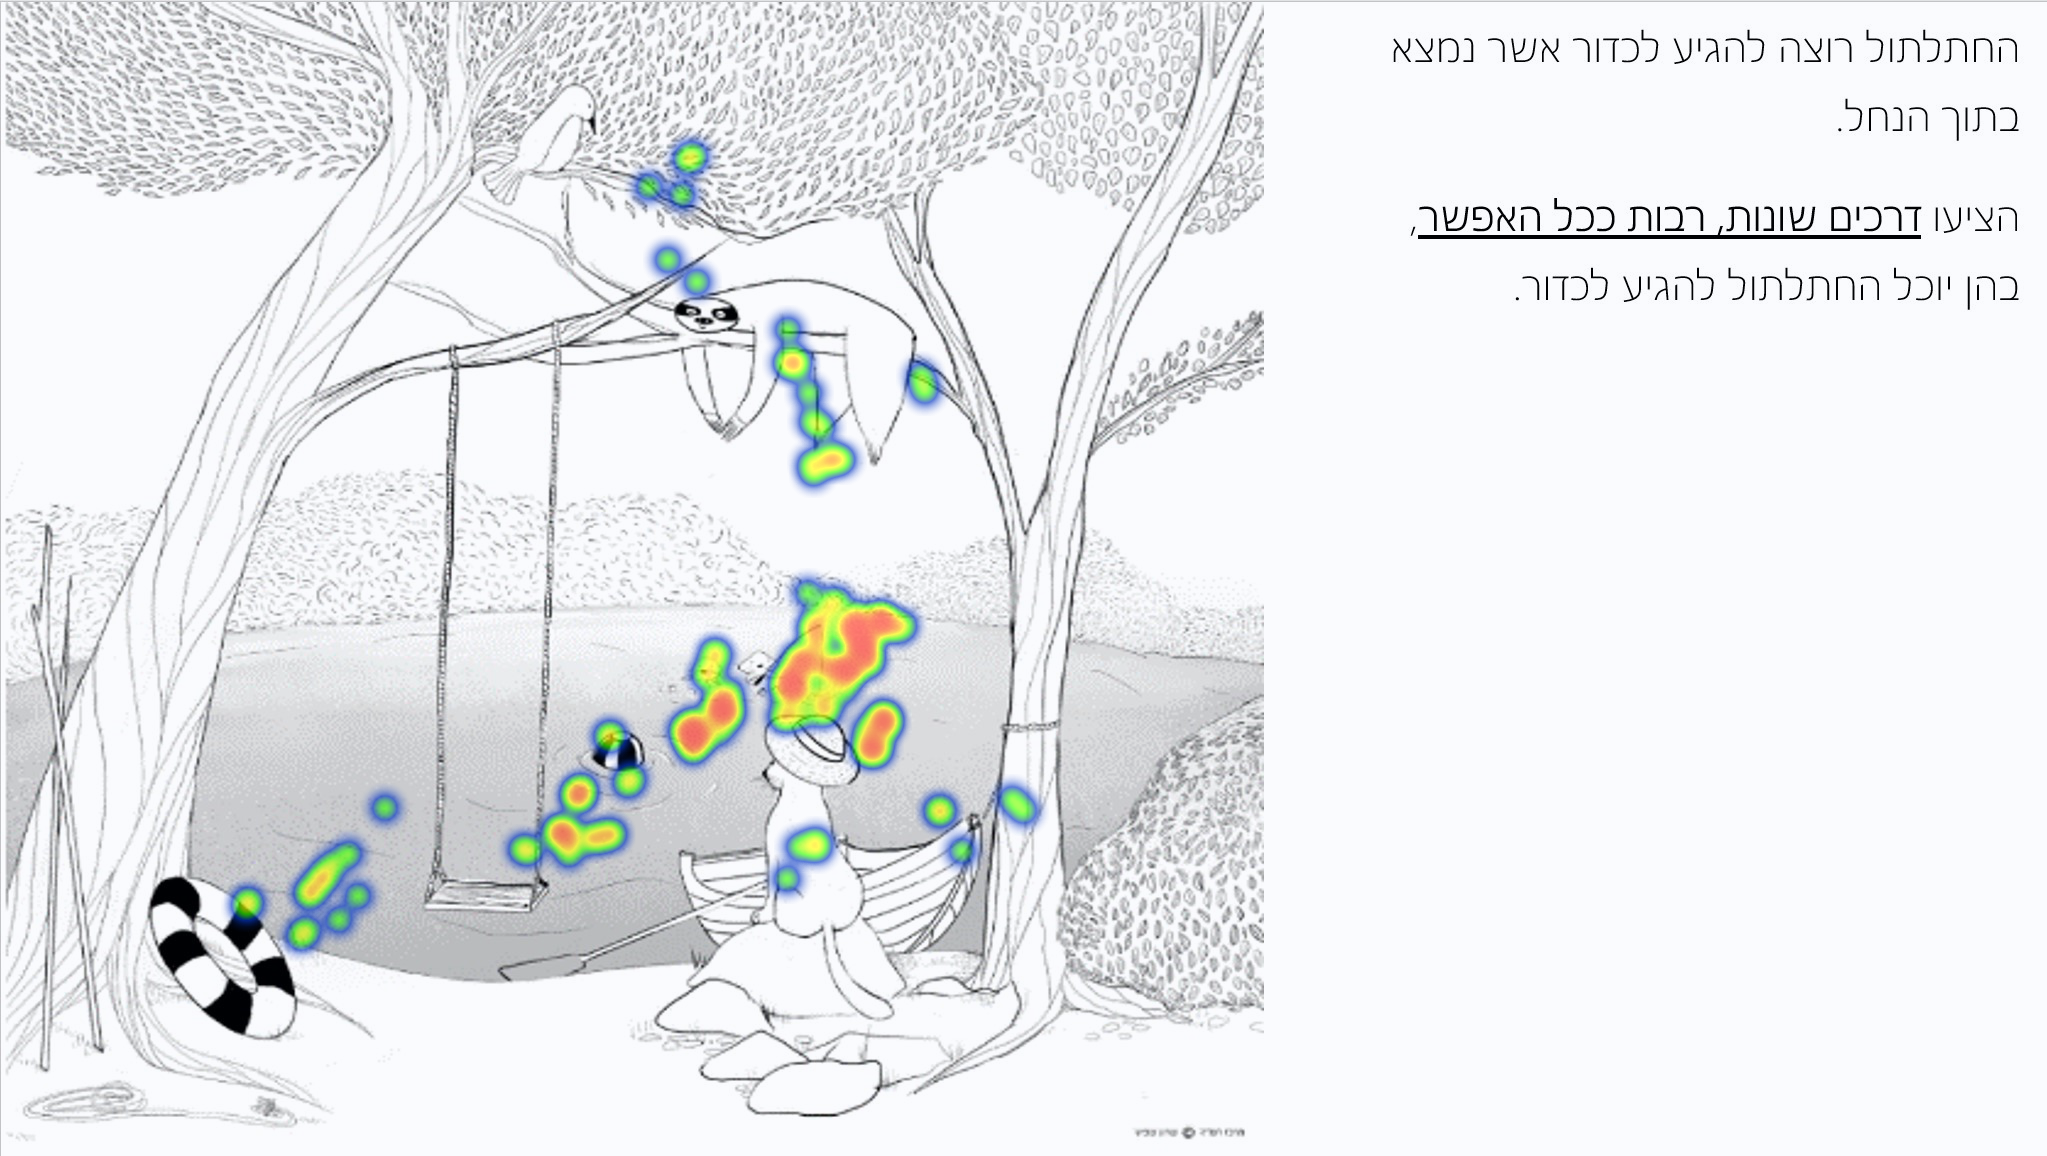 החתלתול רוצה להגיע לכדור אשר נמצא
בתוך הנחל.
הציעו דרכים שונות, רבות ככל האפשר,
בהן יוכל החתלתול להגיע לכדור.